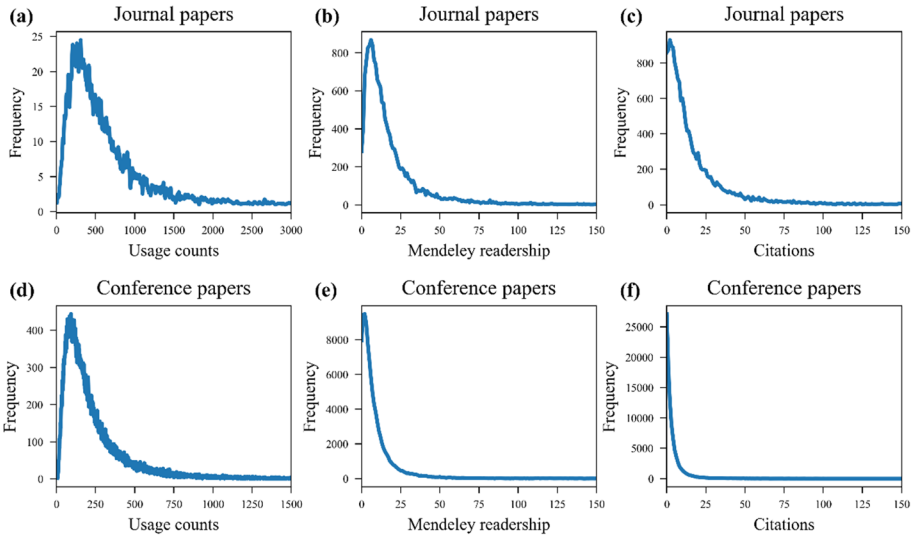 (a) Journal papers
25
20
15
10
5
0
Frequency
0 500 1000 1500 2000 2500 3000
Usage counts
(b) Journal papers
800
600
400
200
0
Frequency
0 25 50 75 100 125 150
Mendeley readership
(c) Journal papers
800
600
400
200
0
Frequency
0 25 50 75 100 125 150
Citations
(d) Conference papers
400
300
200
100
0
Frequency
0 250 500 750 1000 1250 1500
Usage counts
(e) Conference papers
8000
6000
4000
2000
0
Frequency
0 25 50 75 100 125 150
Mendeley readership
(f) Conference papers
25000
20000
15000
10000
5000
0
Frequency
0 25 50 75 100 125 150
Citations